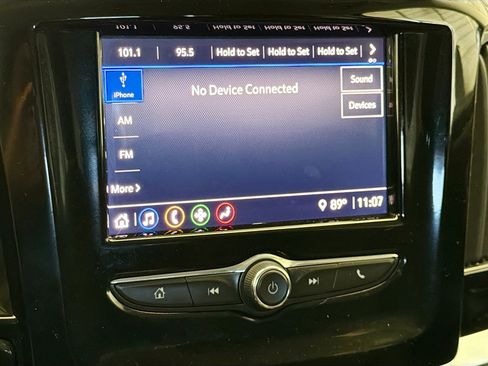 101.1 95.5 Hold to Set Hold to Set Hold to Set
iPhone
No Device Connected
Sound
Devices
AM
FM
More
89° 11:07